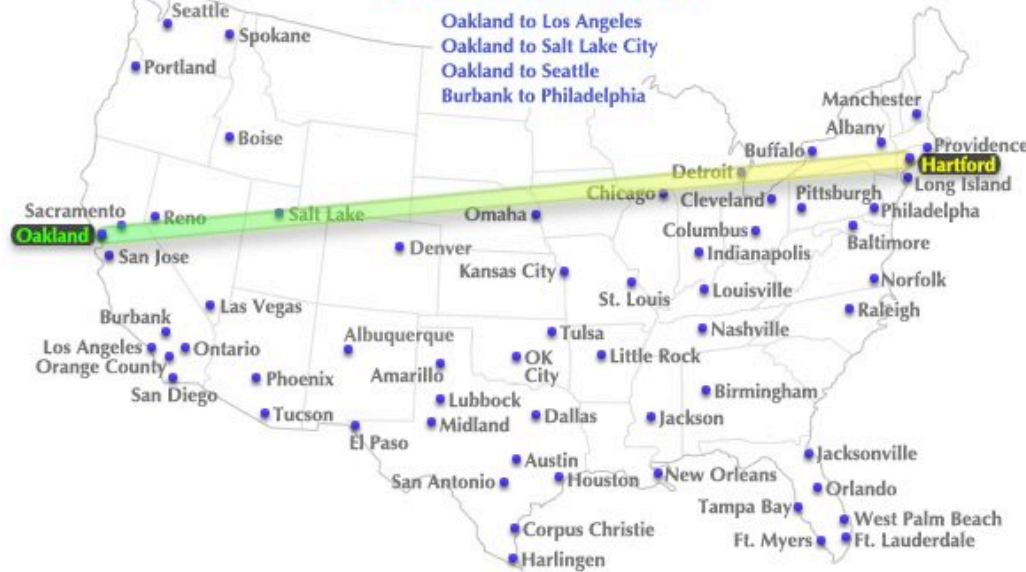 Oakland to Los Angeles
Oakland to Salt Lake City
Oakland to Seattle
Burbank to Philadelphia
Seattle
Spokane
Portland
Boise
Manchester
Albany
Buffalo
Providence
Hartford
Detroit
Long Island
Chicago
Cleveland
Pittsburgh
Philadelpha
Sacramento
Reno
Salt Lake
Omaha
Oakland
Columbus
Baltimore
San Jose
Denver
Indianapolis
Kansas City
St. Louis
Louisville
Norfolk
Las Vegas
Raleigh
Burbank
Albuquerque
Tulsa
Nashville
Los Angeles
Ontario
Orange County
Amarillo
OK
City
Little Rock
Phoenix
San Diego
Lubbock
Birmingham
Tucson
Midland
Dallas
Jackson
El Paso
Austin
Jacksonville
San Antonio
Houston
New Orleans
Orlando
Tampa Bay
West Palm Beach
Corpus Christie
Ft. Myers
Ft. Lauderdale
Harlingen